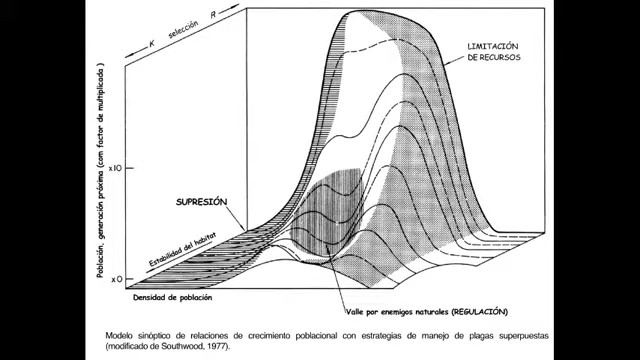 K selección R
LIMITACIÓN
DE RECURSOS
Población, generación próxima (com factor de multiplicada)
x10
SUPRESIÓN
Estabilidad del habitat
x0
Densidad de población
Valle por enemigos naturales (REGULACIÓN)
Modelo sinóptico de relaciones de crecimiento poblacional con estrategias de manejo de plagas superpuestas
(modificado de Southwood, 1977).